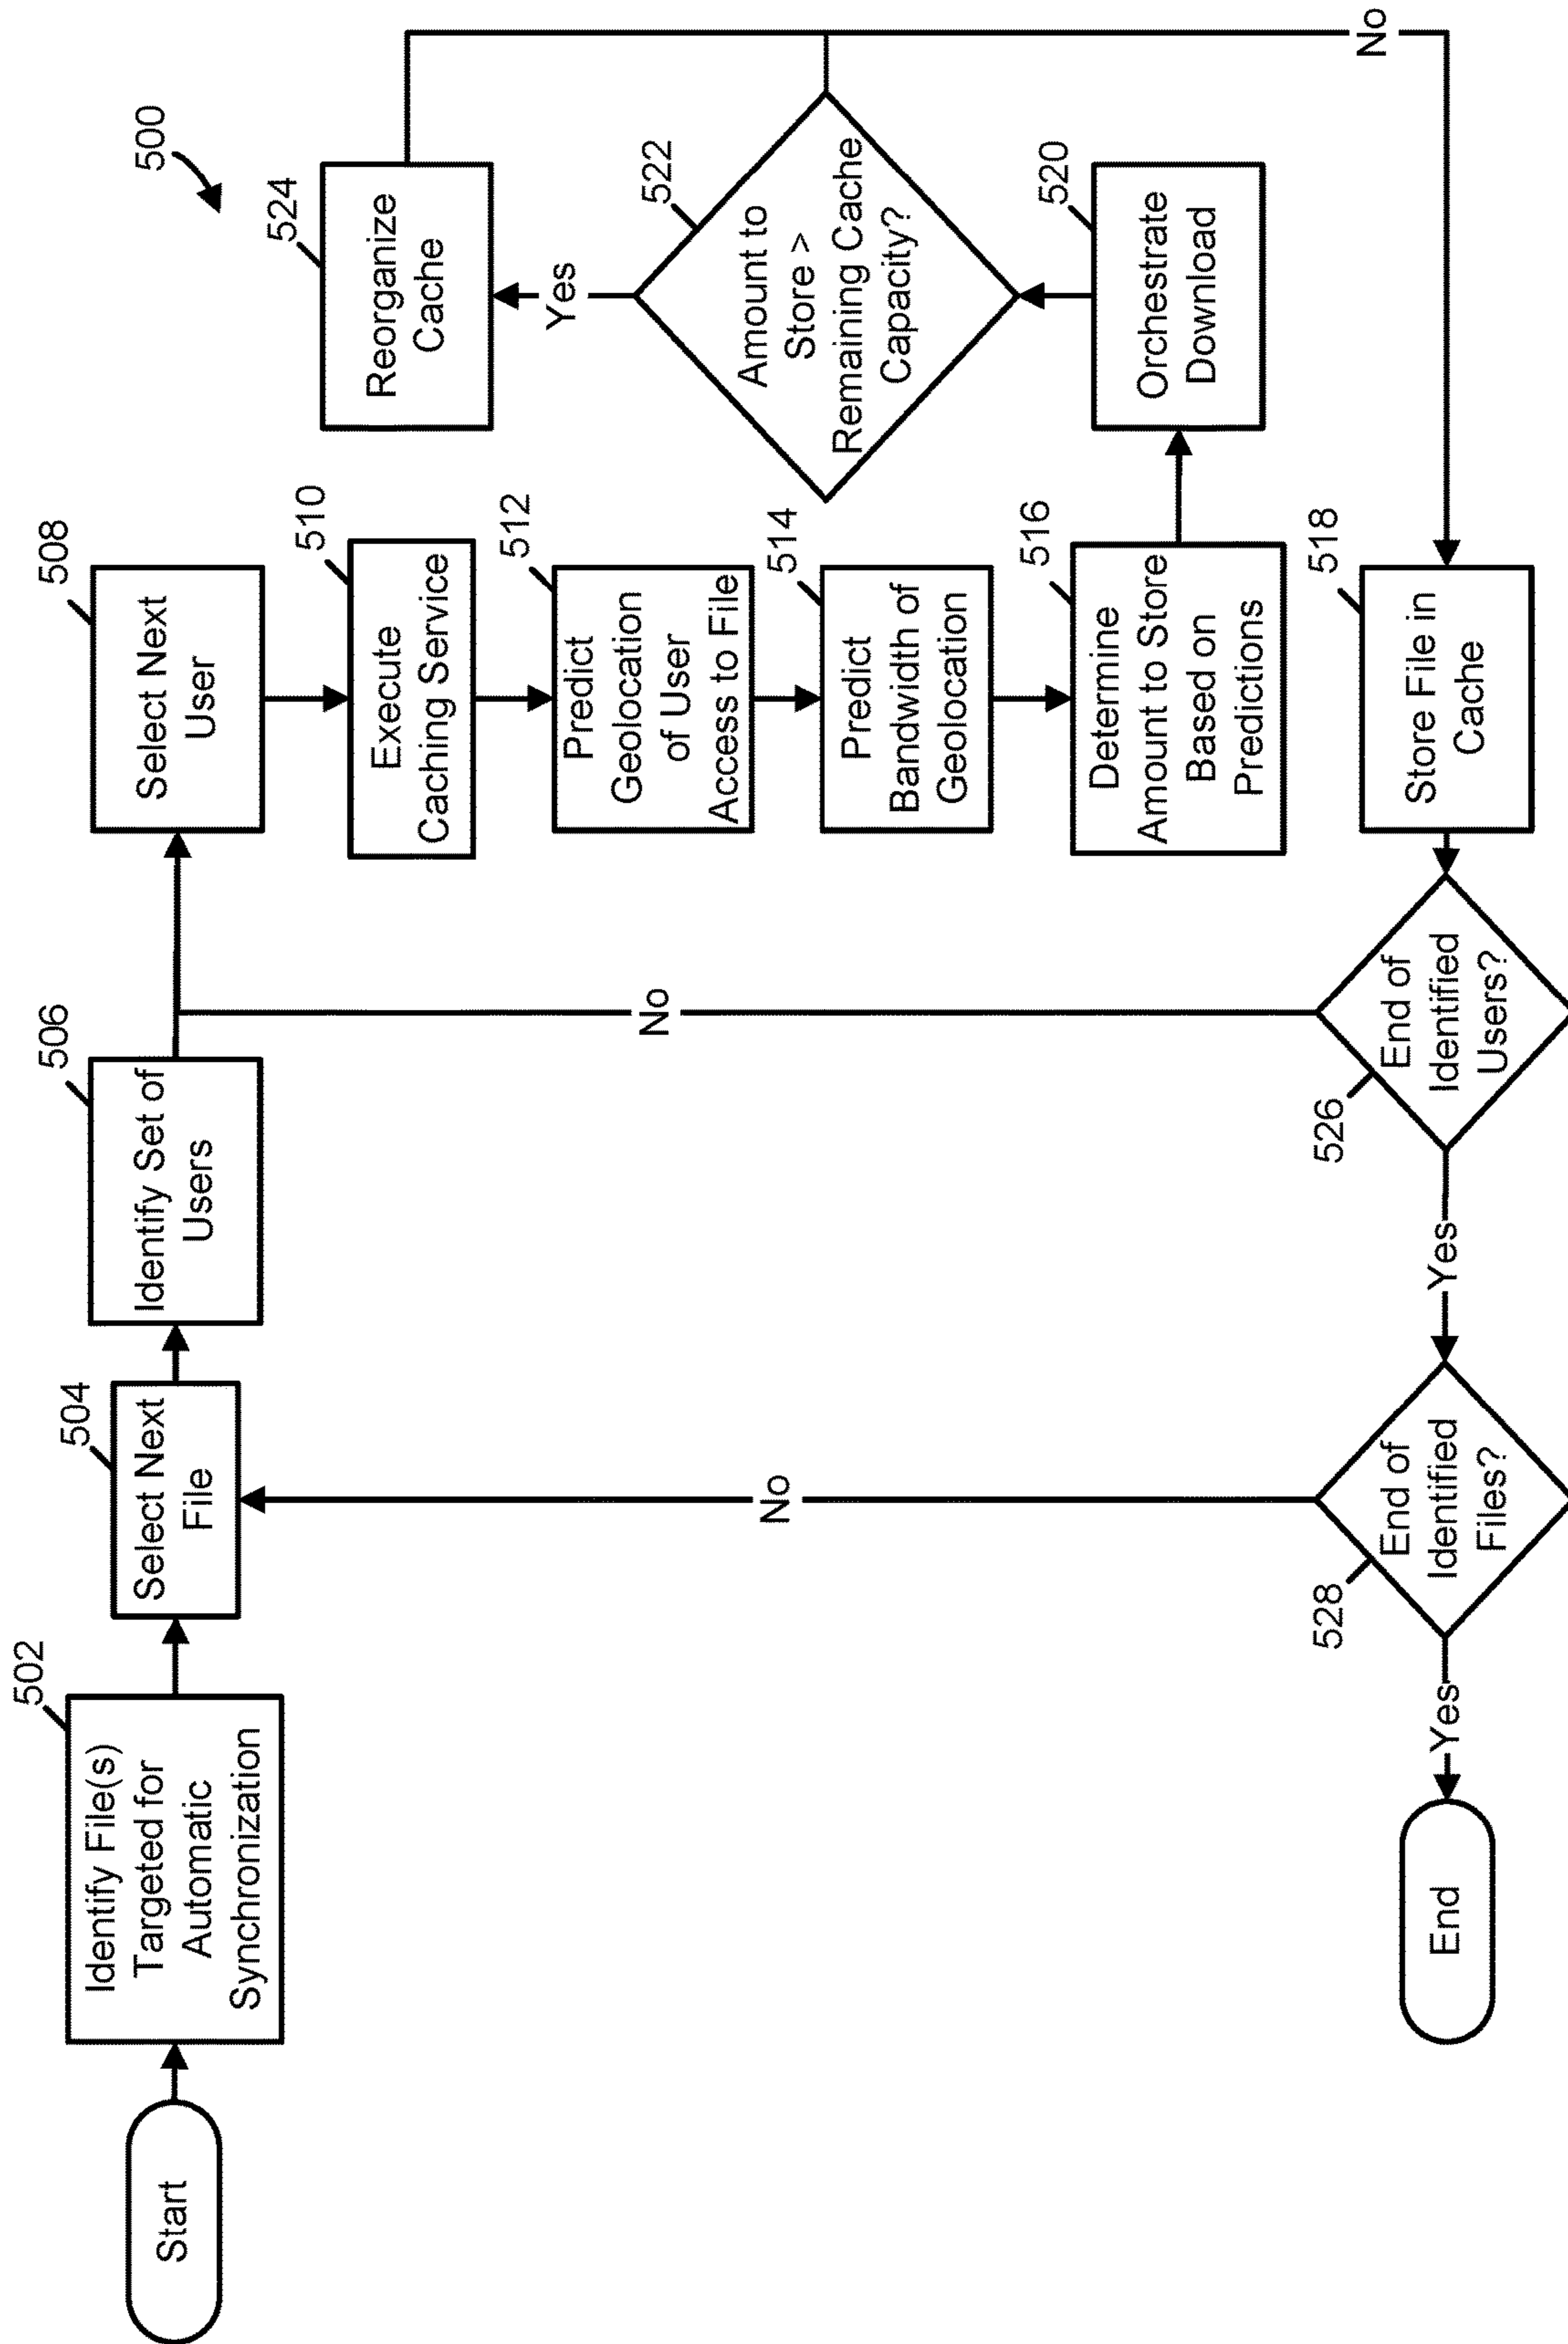 500
Start
502
Identify File(s)
Targeted for
Automatic
Synchronization
504
Select Next
File
506
Identify Set of
Users
508
Select Next
User
510
Execute
Caching Service
512
Predict
Geolocation
of User
Access to File
514
Predict
Bandwidth of
Geolocation
516
Determine
Amount to Store
Based on
Predictions
520
Orchestrate
Download
522
Amount to
Store >
Remaining Cache
Capacity?
Yes
524
Reorganize
Cache
No
518
Store File in
Cache
526
End of
Identified
Users?
No
Yes
528
End of
Identified
Files?
No
Yes
End